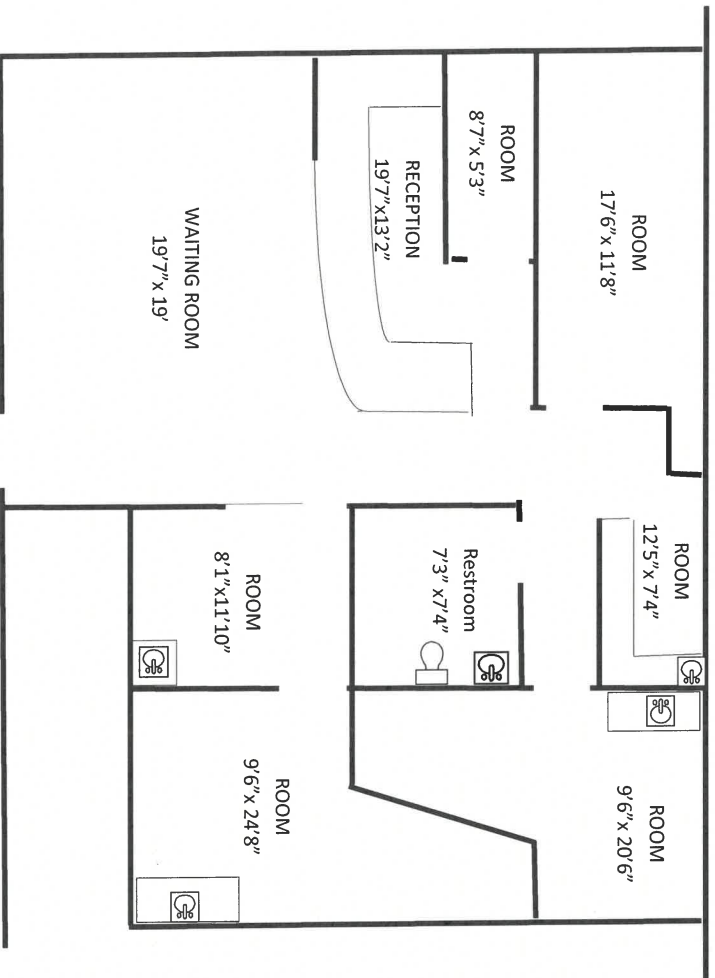 ROOM
17'6"x 11'8"
ROOM
8'7"x 5'3"
RECEPTION
19'7"x13'2"
WAITING ROOM
19'7"x 19'
ROOM
12'5"x 7'4"
Restroom
7'3" x7'4"
ROOM
8'1"x11'10"
ROOM
9'6"x 20'6"
ROOM
9'6"x 24'8"